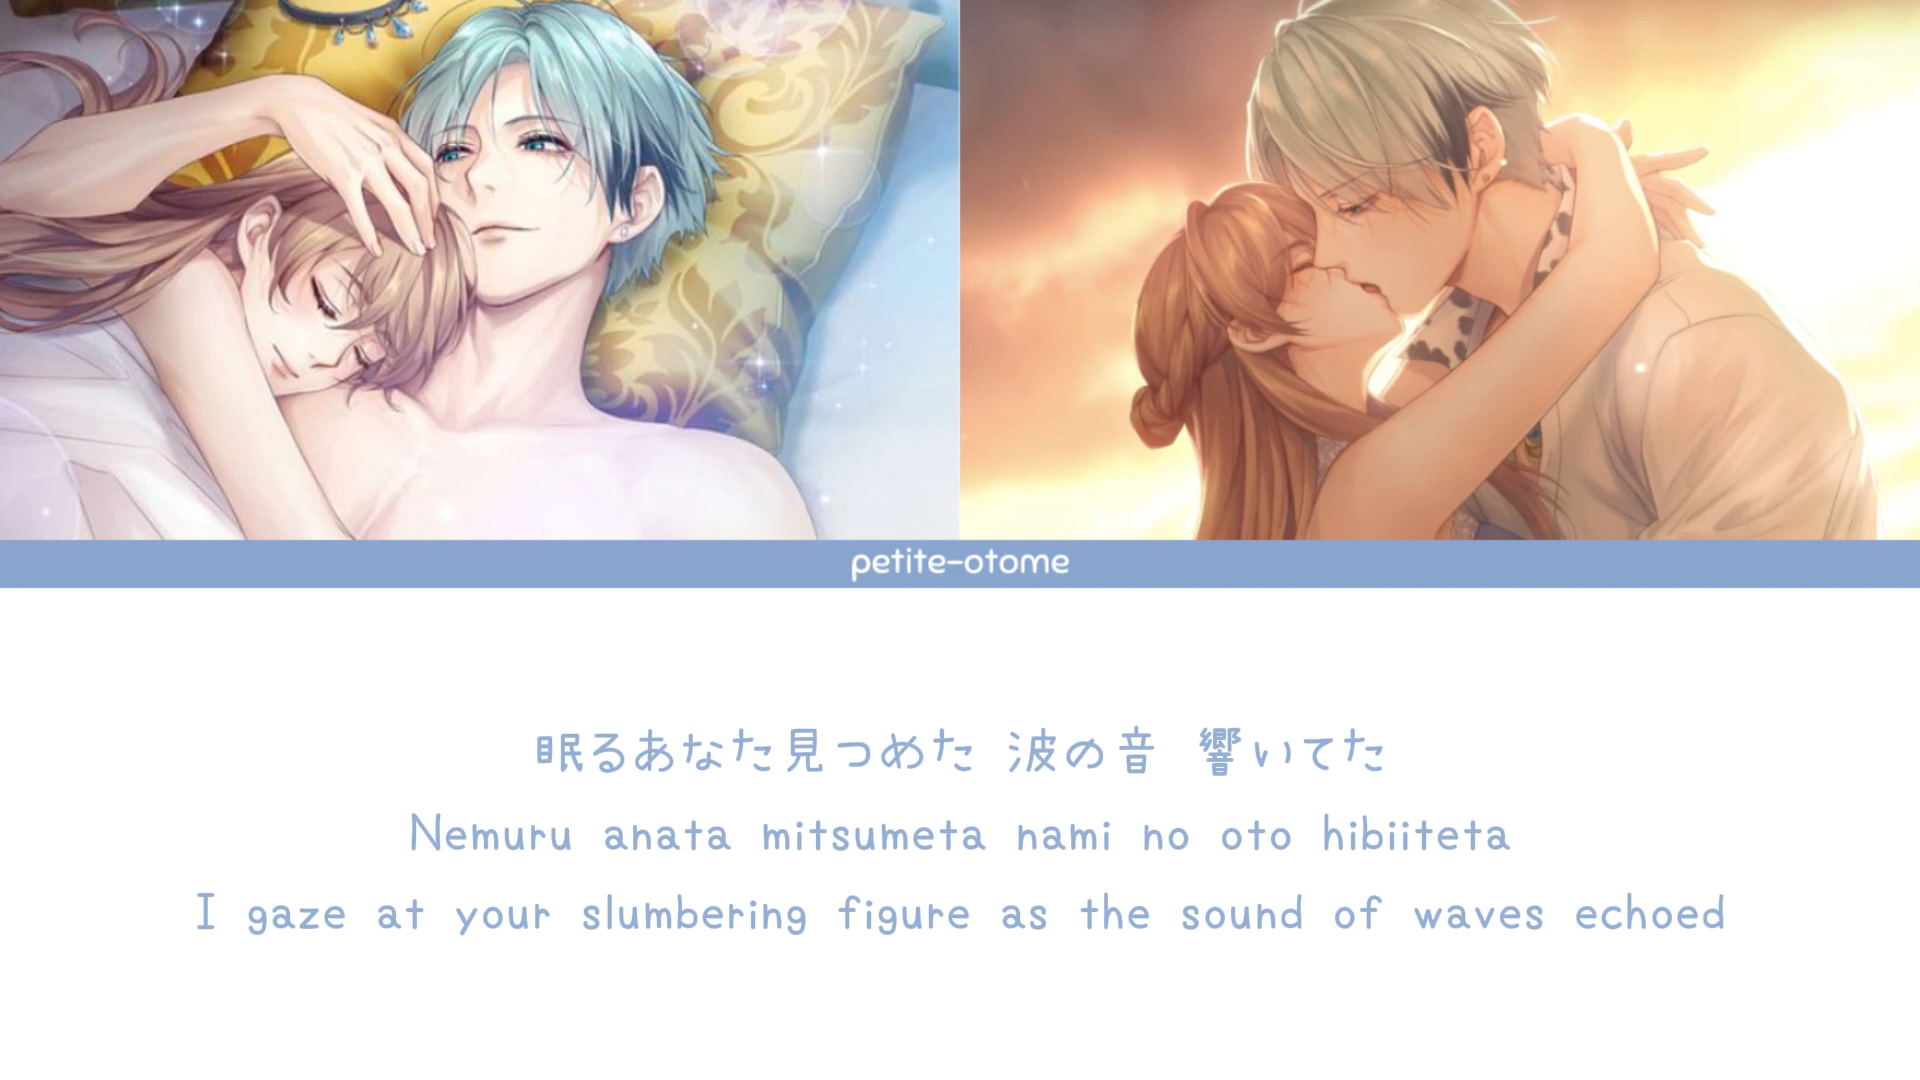 petite-otome
眠るあなた見つめた 波の音 響いてた
Nemuru anata mitsumeta nami no oto hibiiteta
I gaze at your slumbering figure as the sound of waves echoed